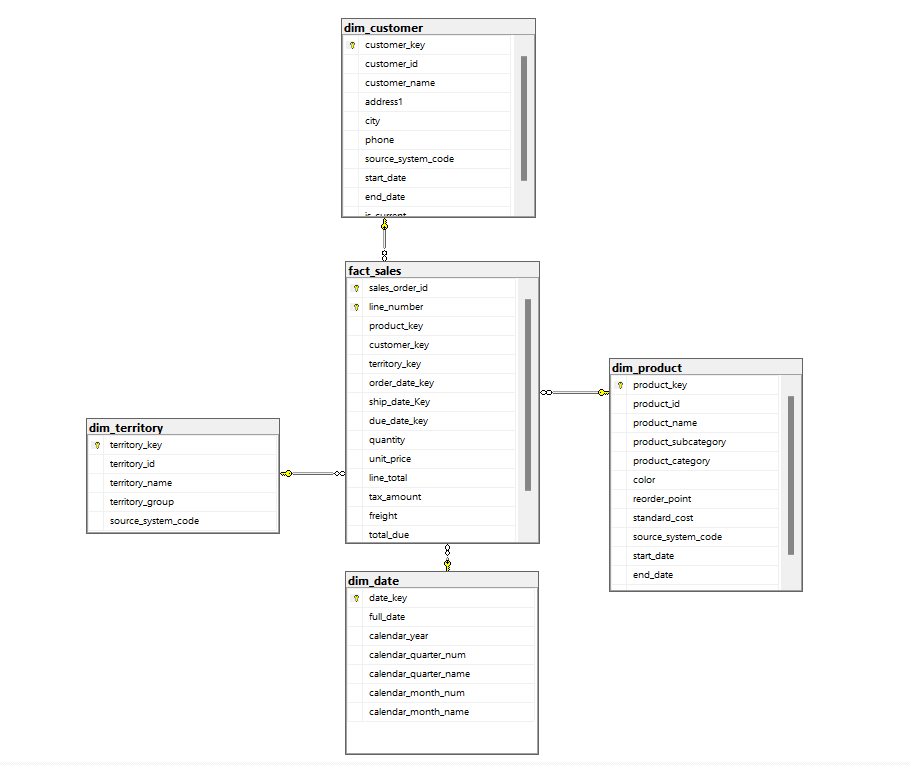 dim_customer
customer_key
customer_id
customer_name
address1
city
phone
source_system_code
start_date
end_date
is_current
fact_sales
sales_order_id
line_number
product_key
customer_key
territory_key
order_date_key
ship_date_Key
due_date_key
quantity
unit_price
line_total
tax_amount
freight
total_due
dim_product
product_key
product_id
product_name
product_subcategory
product_category
color
reorder_point
standard_cost
source_system_code
start_date
end_date
dim_territory
territory_key
territory_id
territory_name
territory_group
source_system_code
dim_date
date_key
full_date
calendar_year
calendar_quarter_num
calendar_quarter_name
calendar_month_num
calendar_month_name